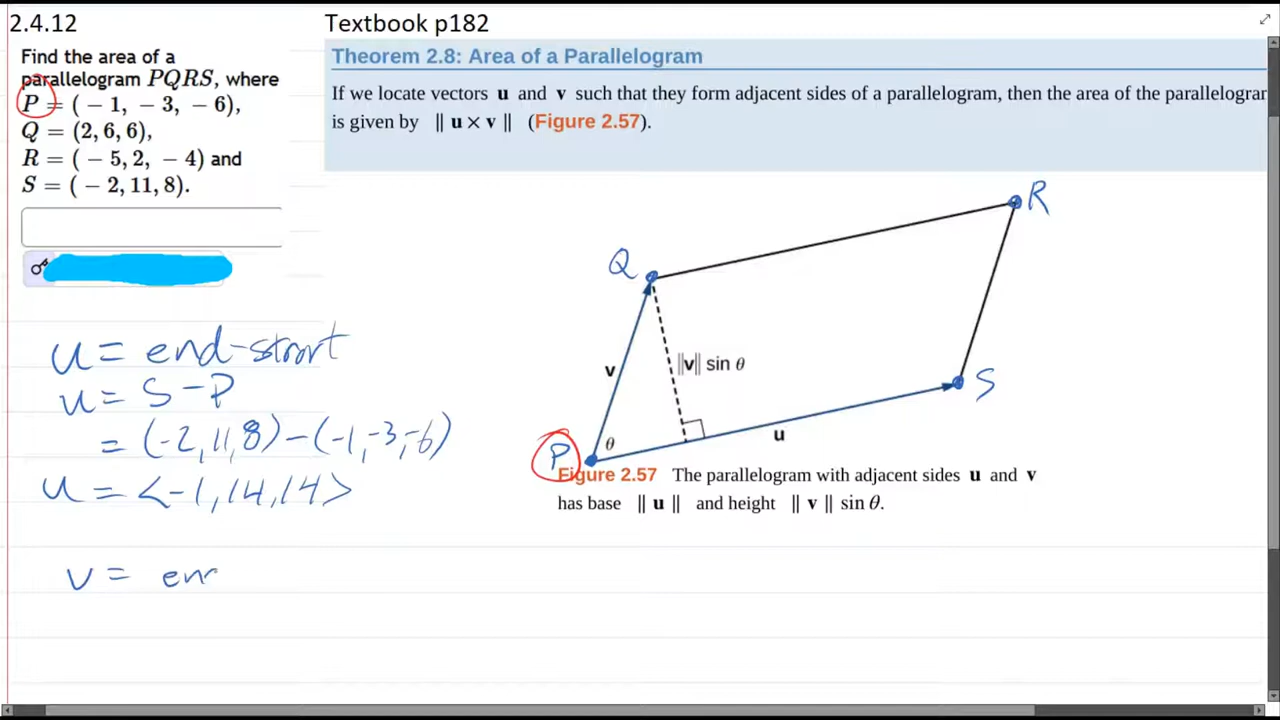 2.4.12
Find the area of a
parallelogram PQRS, where
P = ( − 1, − 3, − 6),
Q = (2, 6, 6),
R = ( − 5, 2, − 4) and
S = ( − 2, 11, 8).
Textbook p182
Theorem 2.8: Area of a Parallelogram
If we locate vectors u and v such that they form adjacent sides of a parallelogram, then the area of the parallelogram
is given by ‖ u × v ‖ (Figure 2.57).
u = end-start
u = S - P
= (-2, 11, 8) - (-1, -3, -6)
u = <-1, 14, 14>
v = en
Q
R
v
‖v‖ sin θ
S
P
θ
u
Figure 2.57 The parallelogram with adjacent sides u and v
has base ‖ u ‖ and height ‖ v ‖ sin θ.